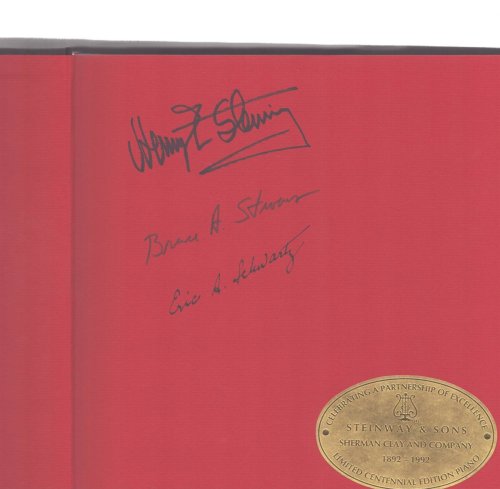 Henry Z Steinway
Bruce A. Stevens
Eric A. Schwartz
CELEBRATING A PARTNERSHIP OF EXCELLENCE
STEINWAY & SONS
SHERMAN CLAY AND COMPANY
1892 - 1992
LIMITED CENTENNIAL EDITION PIANO